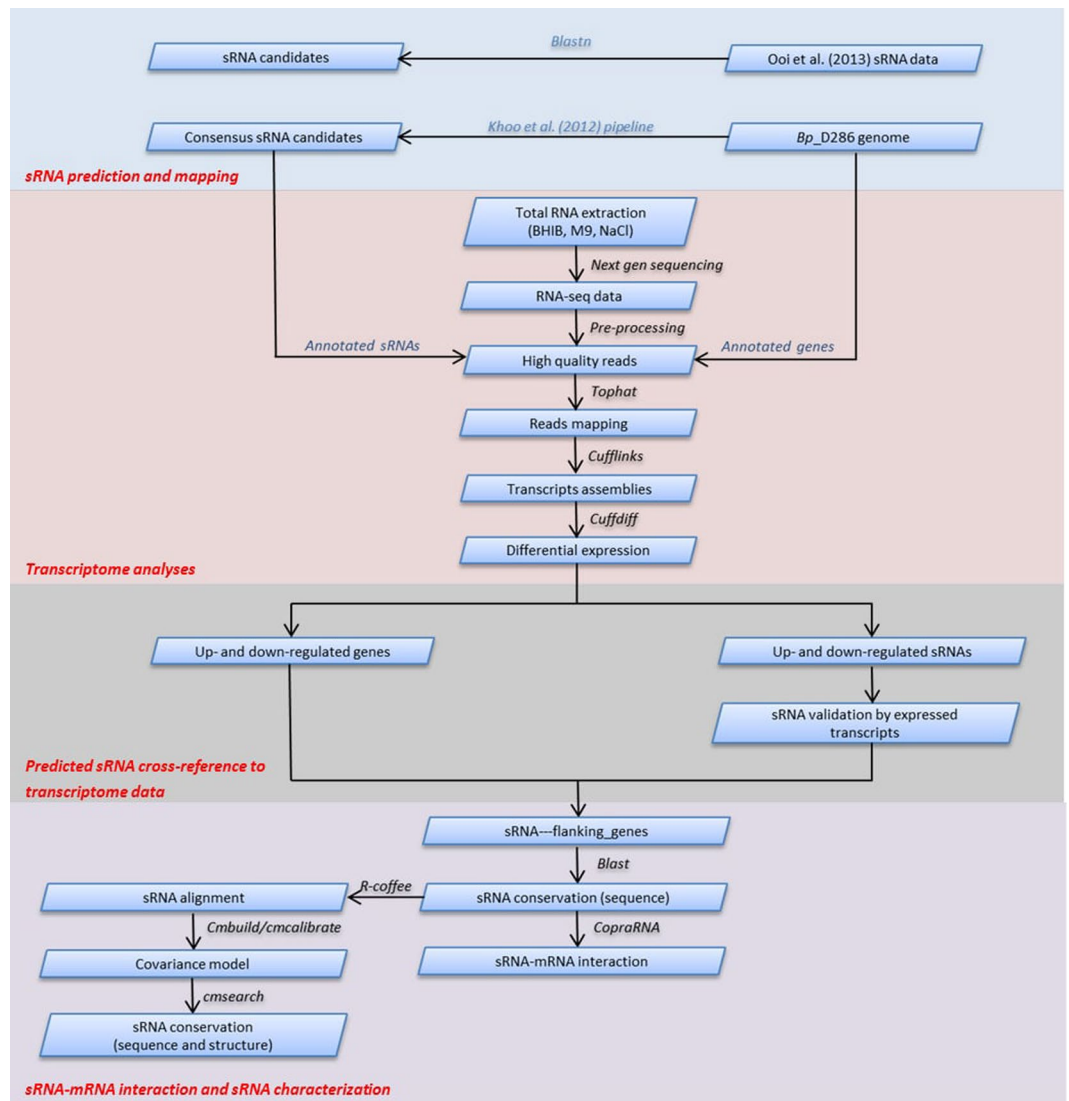 Blastn
sRNA candidates
Ooi et al. (2013) sRNA data
Khoo et al. (2012) pipeline
Consensus sRNA candidates
Bp_D286 genome
sRNA prediction and mapping
Total RNA extraction
(BHIB, M9, NaCl)
Next gen sequencing
RNA-seq data
Pre-processing
Annotated sRNAs
Annotated genes
High quality reads
Tophat
Reads mapping
Cufflinks
Transcripts assemblies
Cuffdiff
Differential expression
Transcriptome analyses
Up- and down-regulated genes
Up- and down-regulated sRNAs
sRNA validation by expressed
transcripts
Predicted sRNA cross-reference to
transcriptome data
sRNA---flanking_genes
Blast
R-coffee
sRNA alignment
sRNA conservation (sequence)
Cmbuild/cmcalibrate
CopraRNA
Covariance model
sRNA-mRNA interaction
cmsearch
sRNA conservation
(sequence and structure)
sRNA-mRNA interaction and sRNA characterization